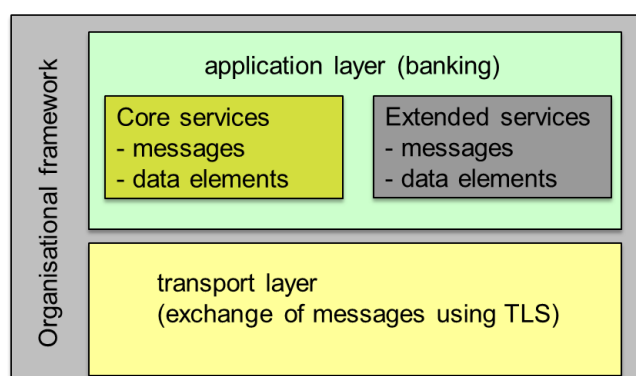 Organisational framework
application layer (banking)
Core services
- messages
- data elements
Extended services
- messages
- data elements
transport layer
(exchange of messages using TLS)